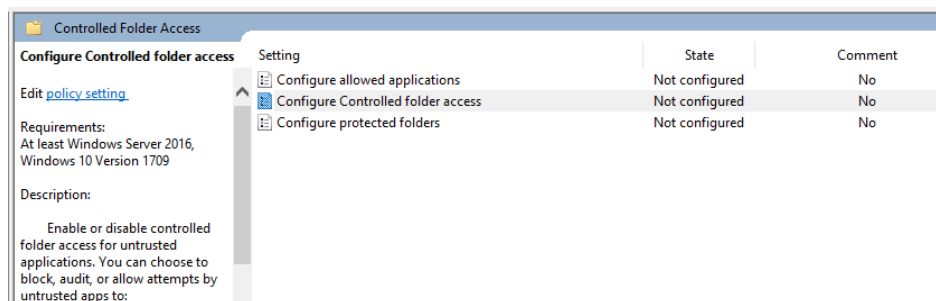 Controlled Folder Access
Configure Controlled folder access
Edit policy setting
Requirements:
At least Windows Server 2016,
Windows 10 Version 1709
Description:
Enable or disable controlled
folder access for untrusted
applications. You can choose to
block, audit, or allow attempts by
untrusted apps to:
Setting State Comment
Configure allowed applications Not configured No
Configure Controlled folder access Not configured No
Configure protected folders Not configured No